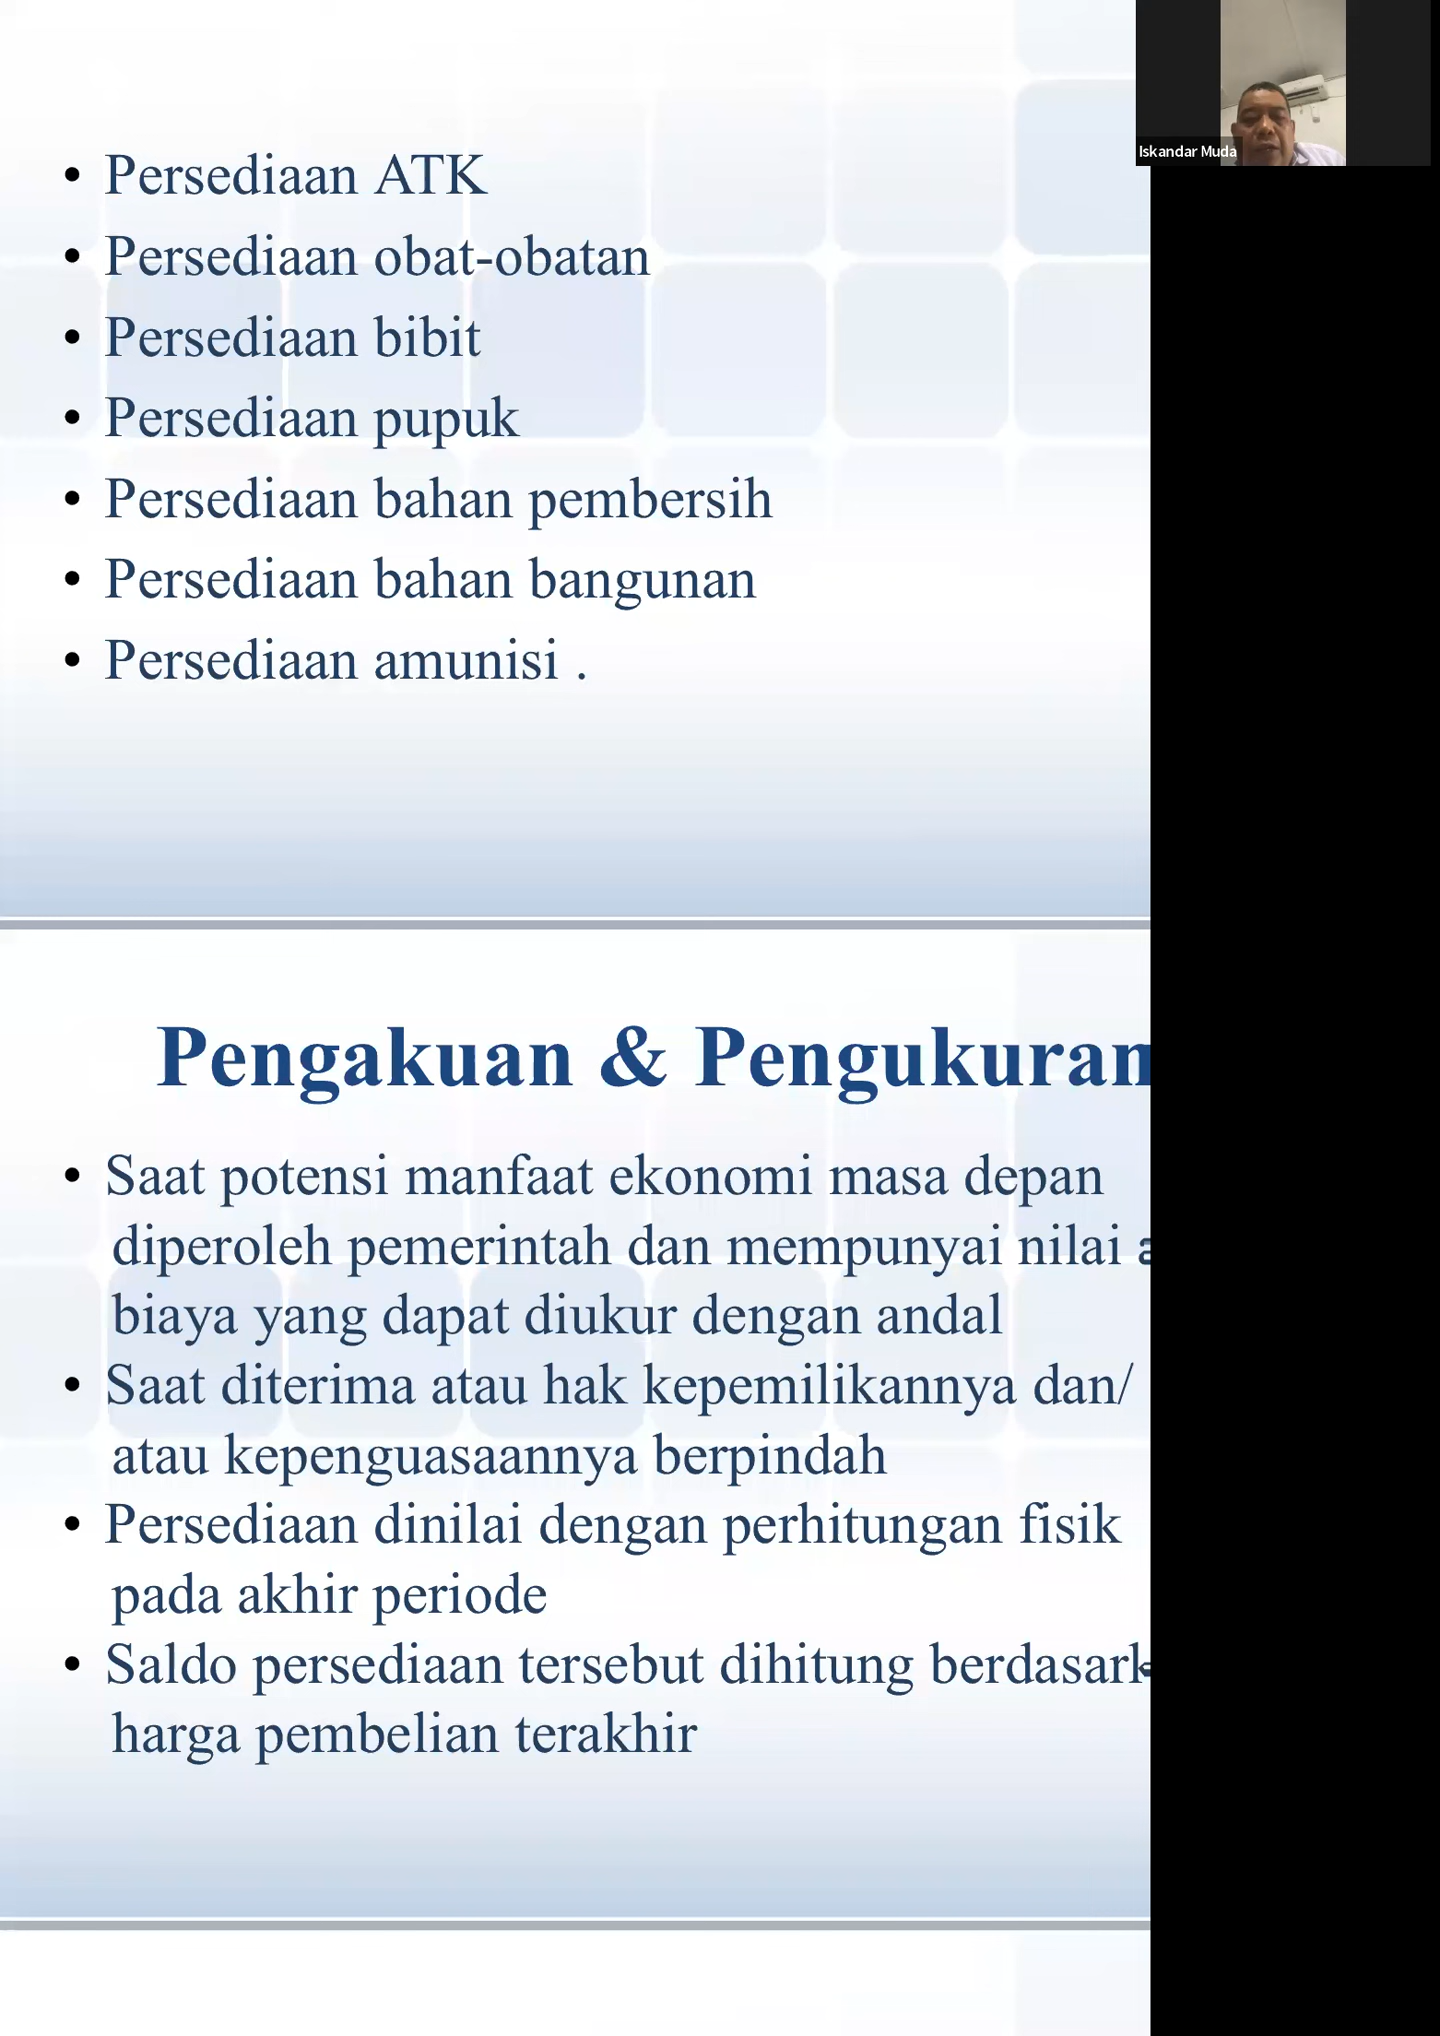 Iskandar Muda
• Persediaan ATK
• Persediaan obat-obatan
• Persediaan bibit
• Persediaan pupuk
• Persediaan bahan pembersih
• Persediaan bahan bangunan
• Persediaan amunisi .
Pengakuan & Pengukuran
• Saat potensi manfaat ekonomi masa depan
diperoleh pemerintah dan mempunyai nilai
biaya yang dapat diukur dengan andal
• Saat diterima atau hak kepemilikannya dan/
atau kepenguasaannya berpindah
• Persediaan dinilai dengan perhitungan fisik
pada akhir periode
• Saldo persediaan tersebut dihitung
harga pembelian terakhir